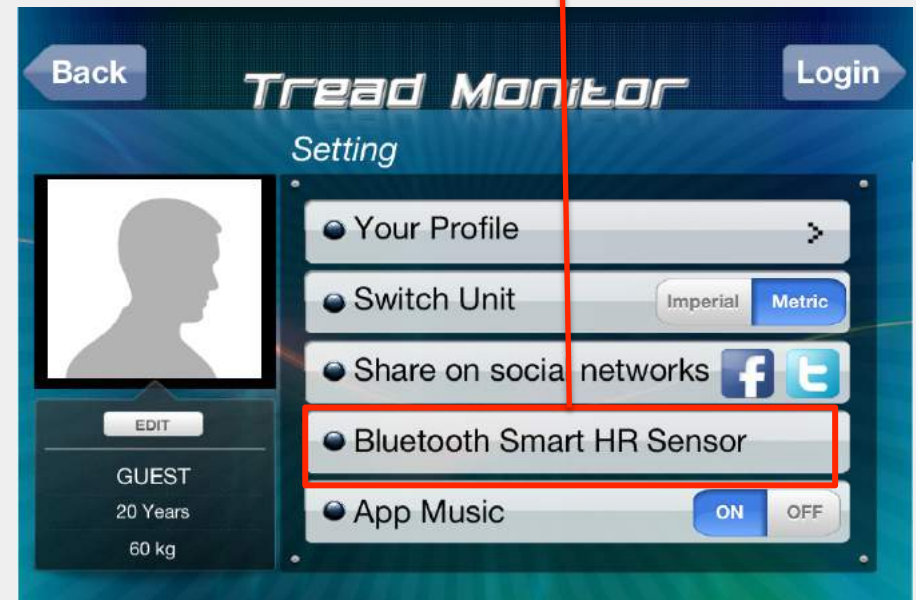 Back
Tread Monitor
Login
Setting
Your Profile >
Switch Unit Imperial Metric
Share on social networks f t
Bluetooth Smart HR Sensor
App Music ON OFF
EDIT
GUEST
20 Years
60 kg